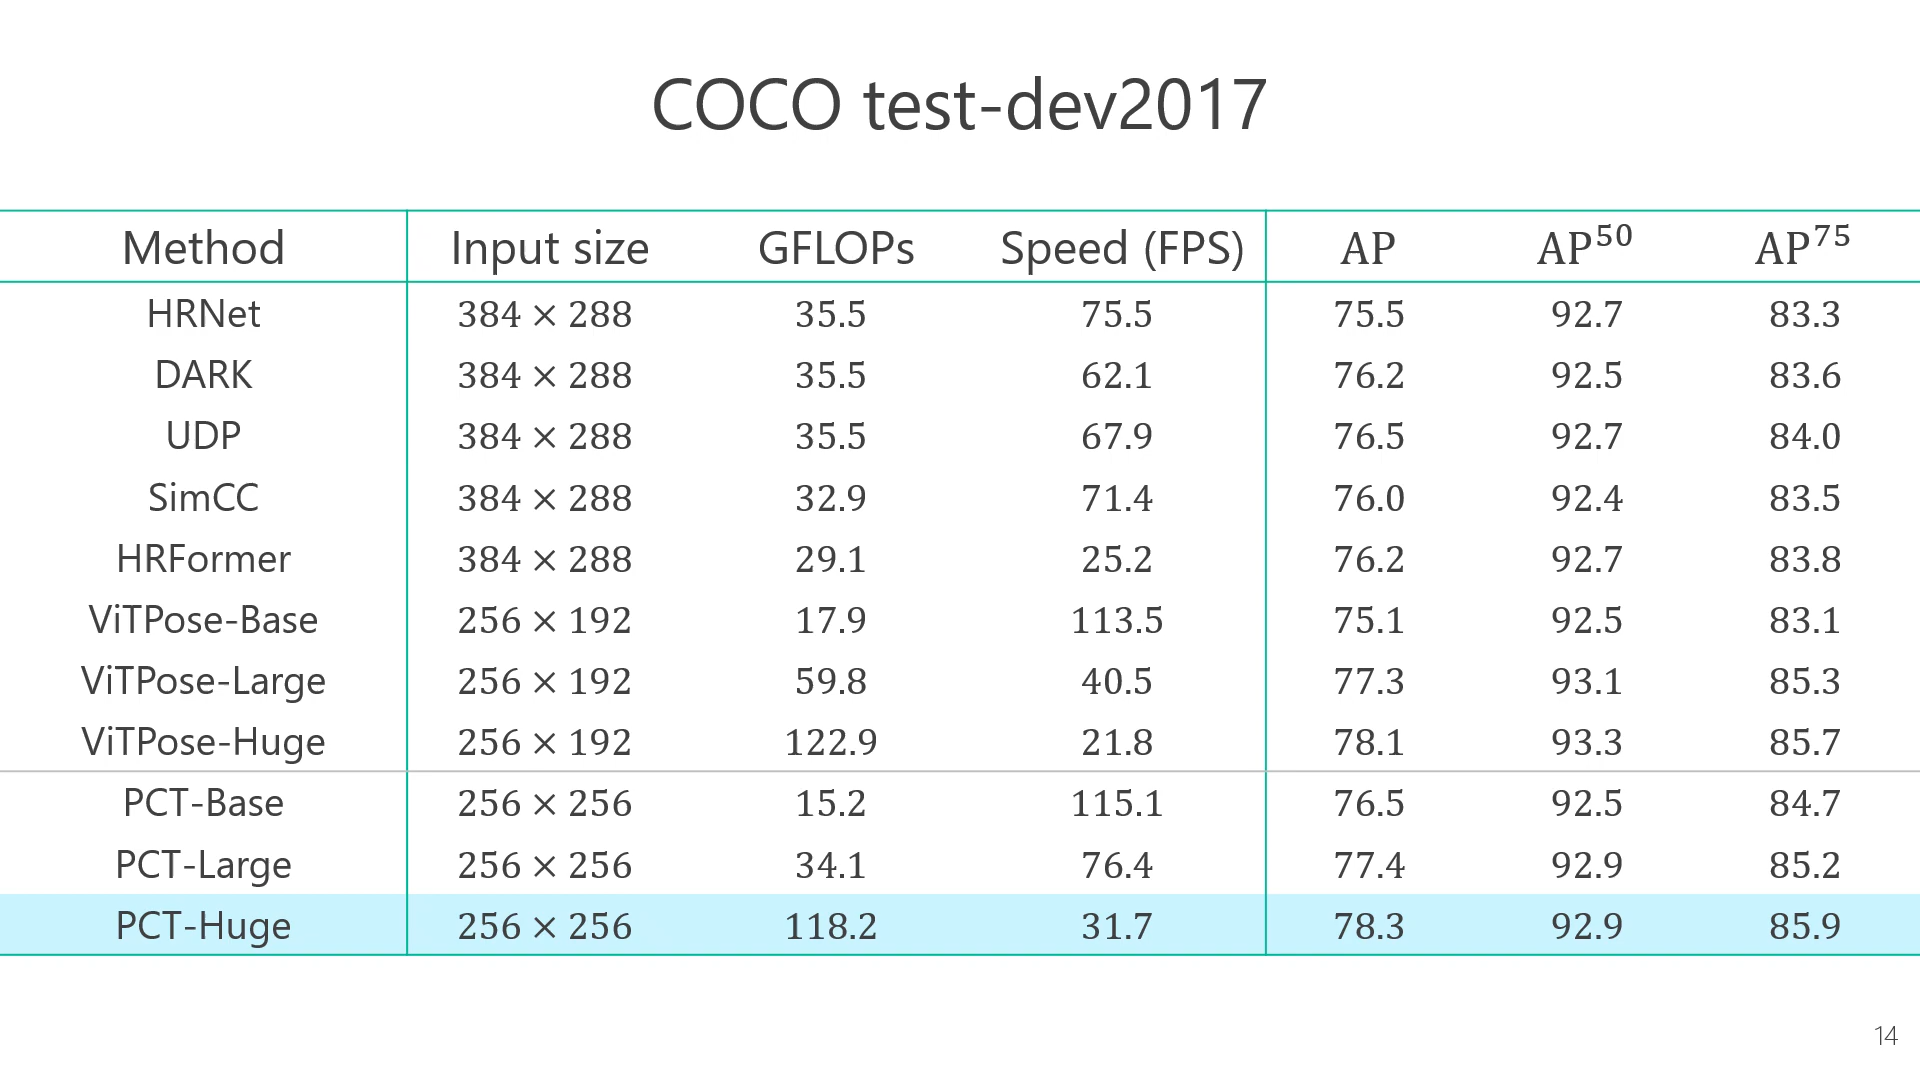 COCO test-dev2017
Method Input size GFLOPs Speed (FPS) AP AP⁵⁰ AP⁷⁵
HRNet 384 × 288 35.5 75.5 75.5 92.7 83.3
DARK 384 × 288 35.5 62.1 76.2 92.5 83.6
UDP 384 × 288 35.5 67.9 76.5 92.7 84.0
SimCC 384 × 288 32.9 71.4 76.0 92.4 83.5
HRFormer 384 × 288 29.1 25.2 76.2 92.7 83.8
ViTPose-Base 256 × 192 17.9 113.5 75.1 92.5 83.1
ViTPose-Large 256 × 192 59.8 40.5 77.3 93.1 85.3
ViTPose-Huge 256 × 192 122.9 21.8 78.1 93.3 85.7
PCT-Base 256 × 256 15.2 115.1 76.5 92.5 84.7
PCT-Large 256 × 256 34.1 76.4 77.4 92.9 85.2
PCT-Huge 256 × 256 118.2 31.7 78.3 92.9 85.9
14